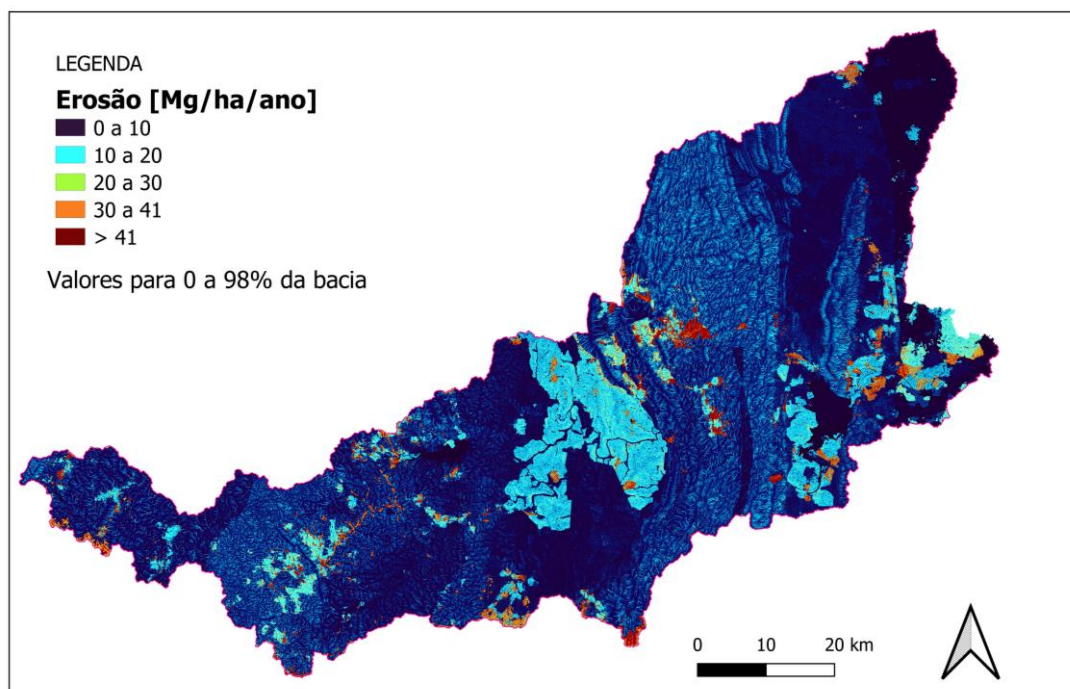 LEGENDA
Erosão [Mg/ha/ano]
0 a 10
10 a 20
20 a 30
30 a 41
> 41
Valores para 0 a 98% da bacia
0 10 20 km